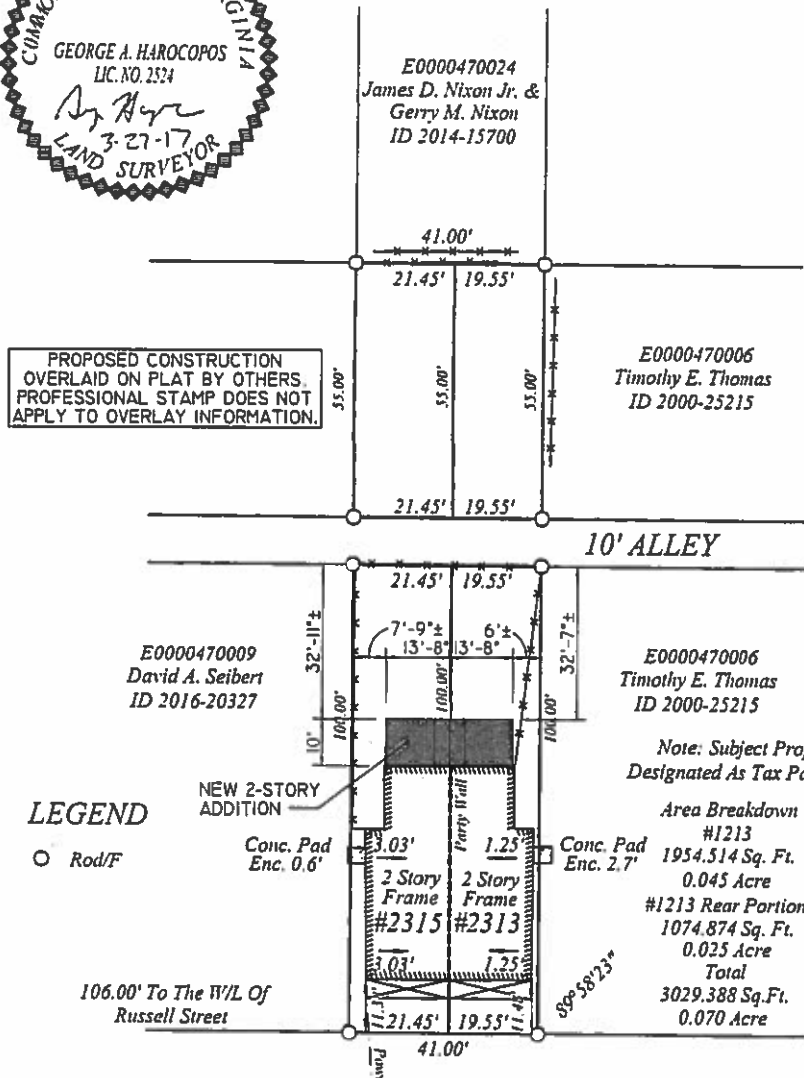 GEORGE A. HAROCOPOS
LIC. NO. 2524
3-27-17
LAND SURVEYOR
E0000470024
James D. Nixon Jr. &
Gerry M. Nixon
ID 2014-15700
41.00'
21.45' 19.55'
PROPOSED CONSTRUCTION
OVERLAID ON PLAT BY OTHERS.
PROFESSIONAL STAMP DOES NOT
APPLY TO OVERLAY INFORMATION.
55.00'
55.00'
55.00'
E0000470006
Timothy E. Thomas
ID 2000-25215
21.45' 19.55'
10' ALLEY
21.45' 19.55'
32'-11"±
7'-9"± 6'±
13'-8" 13'-8"
32'-7"±
E0000470009
David A. Seibert
ID 2016-20327
100.00'
100.00'
100.00'
E0000470006
Timothy E. Thomas
ID 2000-25215
10"
Note: Subject Prop
Designated As Tax Pa
NEW 2-STORY
ADDITION
Party Wall
LEGEND
Rod/F
Conc. Pad
Enc. 0.6'
3.03' 1.25'
Conc. Pad
Enc. 2.7'
2 Story 2 Story
Frame Frame
#2315 #2313
3.03' 1.25'
Area Breakdown
#1213
1954.514 Sq. Ft.
0.045 Acre
#1213 Rear Portion
1074.874 Sq. Ft.
0.025 Acre
Total
3029.388 Sq.Ft.
0.070 Acre
106.00' To The W/L Of
Russell Street
11.45'
89°58'23"
21.45' 19.55'
41.00'